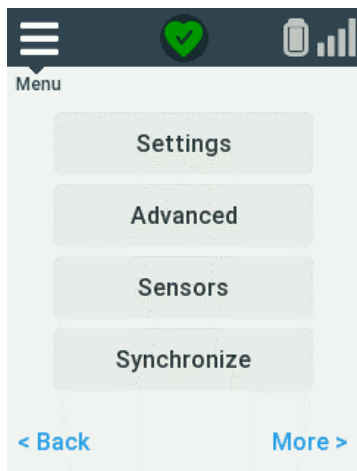 Menu
Settings
Advanced
Sensors
Synchronize
< Back
More >